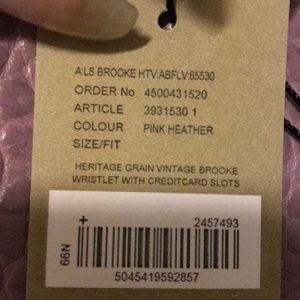 A:LS BROOKE HTV:ABFLV:65530
ORDER No 4500431520
ARTICLE 3931530 1
COLOUR PINK HEATHER
SIZE/FIT
HERITAGE GRAIN VINTAGE BROOKE
WRISTLET WITH CREDITCARD SLOTS
+ 2457493
N99
5045419592857